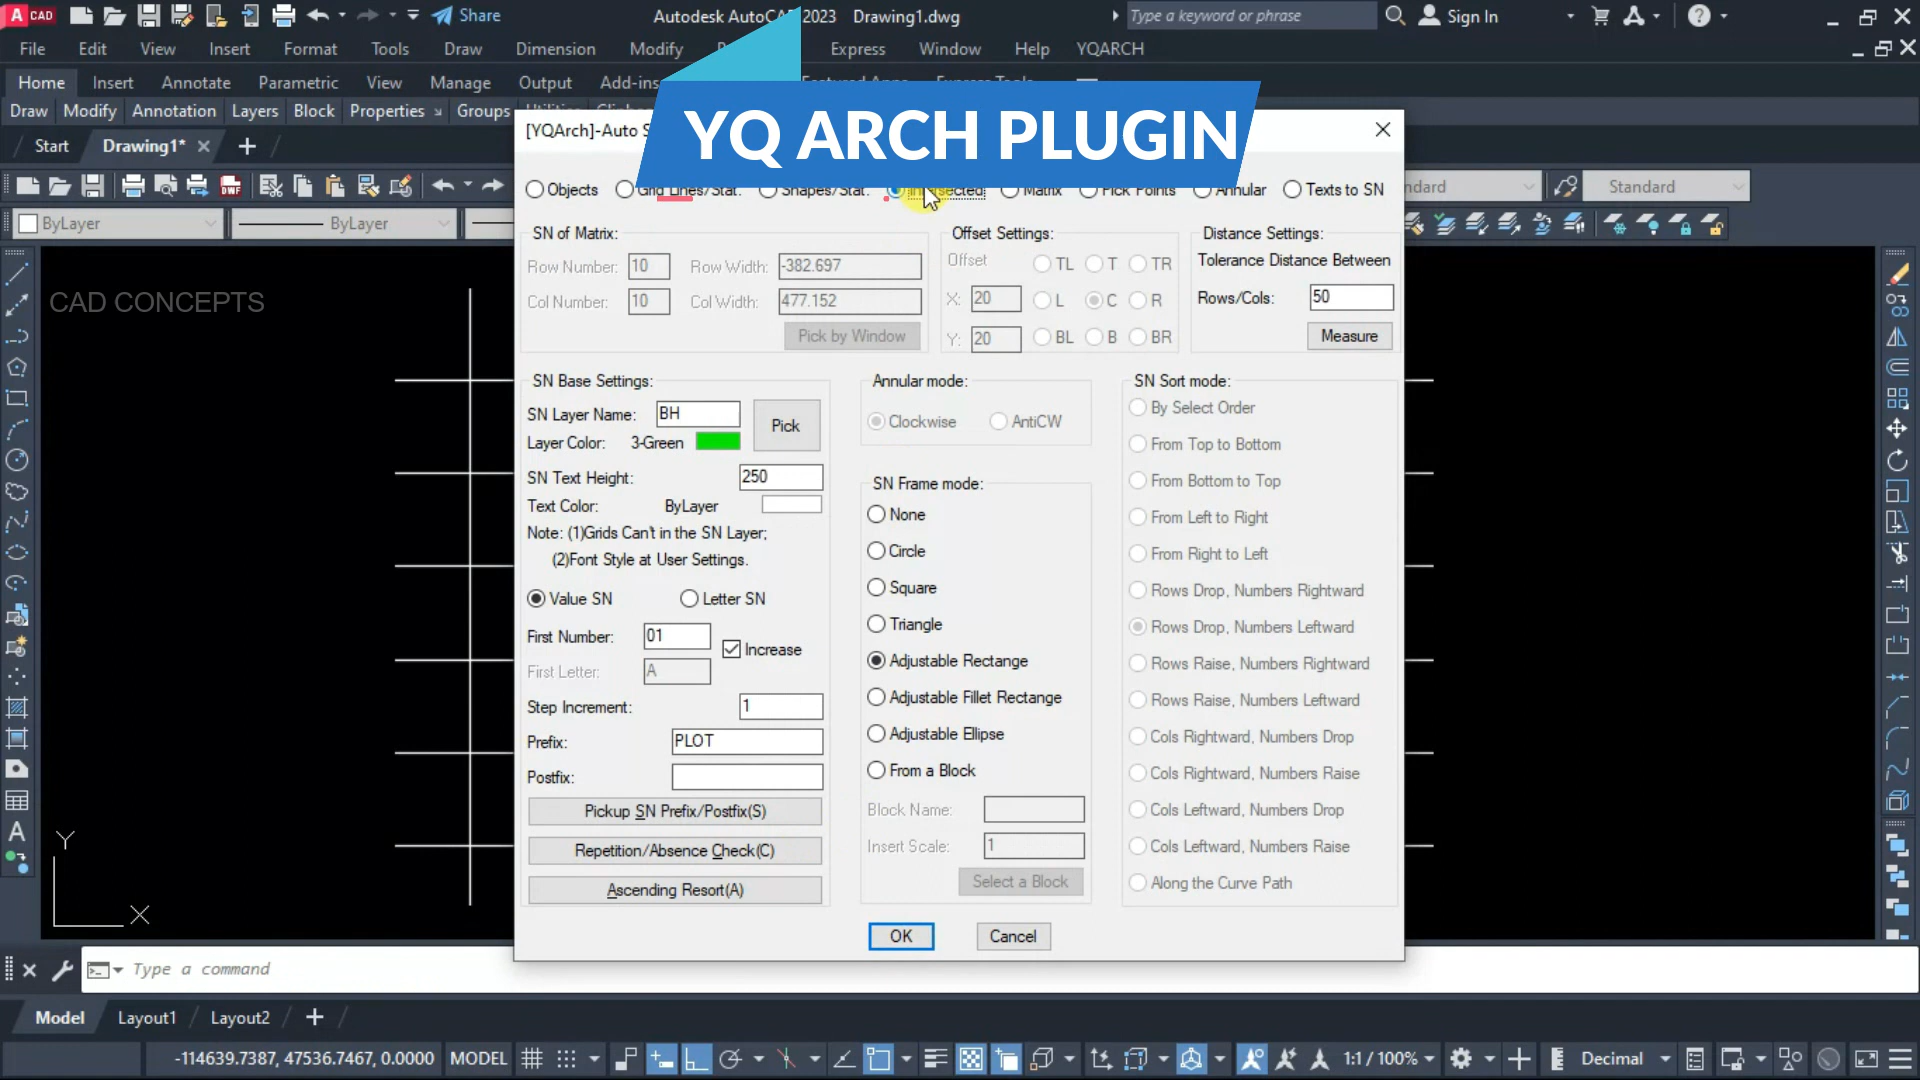 CAD
Share
Autodesk AutoCAD 2023 Drawing1.dwg
Type a keyword or phrase
Sign In
File Edit View Insert Format Tools Draw Dimension Modify Express Window Help YQARCH
Home Insert Annotate Parametric View Manage Output Add-ins
Draw Modify Annotation Layers Block Properties Groups
YQ ARCH PLUGIN
[YQArch]-Auto
Start Drawing1* +
Objects Grid Lines/Stat. Shapes/Stat. Intersected Matrix Pick Points Annular Texts to SN
Standard
ByLayer ByLayer
CAD CONCEPTS
SN of Matrix:
Row Number: 10 Row Width: -382.697
Col Number: 10 Col Width: 477.152
Pick by Window
Offset Settings:
Offset
TL T TR
X: 20 L C R
Y: 20 BL B BR
Distance Settings:
Tolerance Distance Between
Rows/Cols: 50
Measure
SN Base Settings:
SN Layer Name: BH
Pick
Layer Color: 3-Green
SN Text Height: 250
Text Color: ByLayer
Note: (1)Grids Can't in the SN Layer;
(2)Font Style at User Settings.
Value SN Letter SN
First Number: 01
Increase
First Letter: A
Step Increment: 1
Prefix: PLOT
Postfix:
Pickup SN Prefix/Postfix(S)
Repetition/Absence Check(C)
Ascending Resort(A)
Annular mode:
Clockwise AntiCW
SN Frame mode:
None
Circle
Square
Triangle
Adjustable Rectange
Adjustable Fillet Rectange
Adjustable Ellipse
From a Block
Block Name:
Insert Scale: 1
Select a Block
SN Sort mode:
By Select Order
From Top to Bottom
From Bottom to Top
From Left to Right
From Right to Left
Rows Drop, Numbers Rightward
Rows Drop, Numbers Leftward
Rows Raise, Numbers Rightward
Rows Raise, Numbers Leftward
Cols Rightward, Numbers Drop
Cols Rightward, Numbers Raise
Cols Leftward, Numbers Drop
Cols Leftward, Numbers Raise
Along the Curve Path
OK Cancel
Y
X
Type a command
Model Layout1 Layout2 +
-114639.7387, 47536.7467, 0.0000 MODEL 1:1 / 100% Decimal